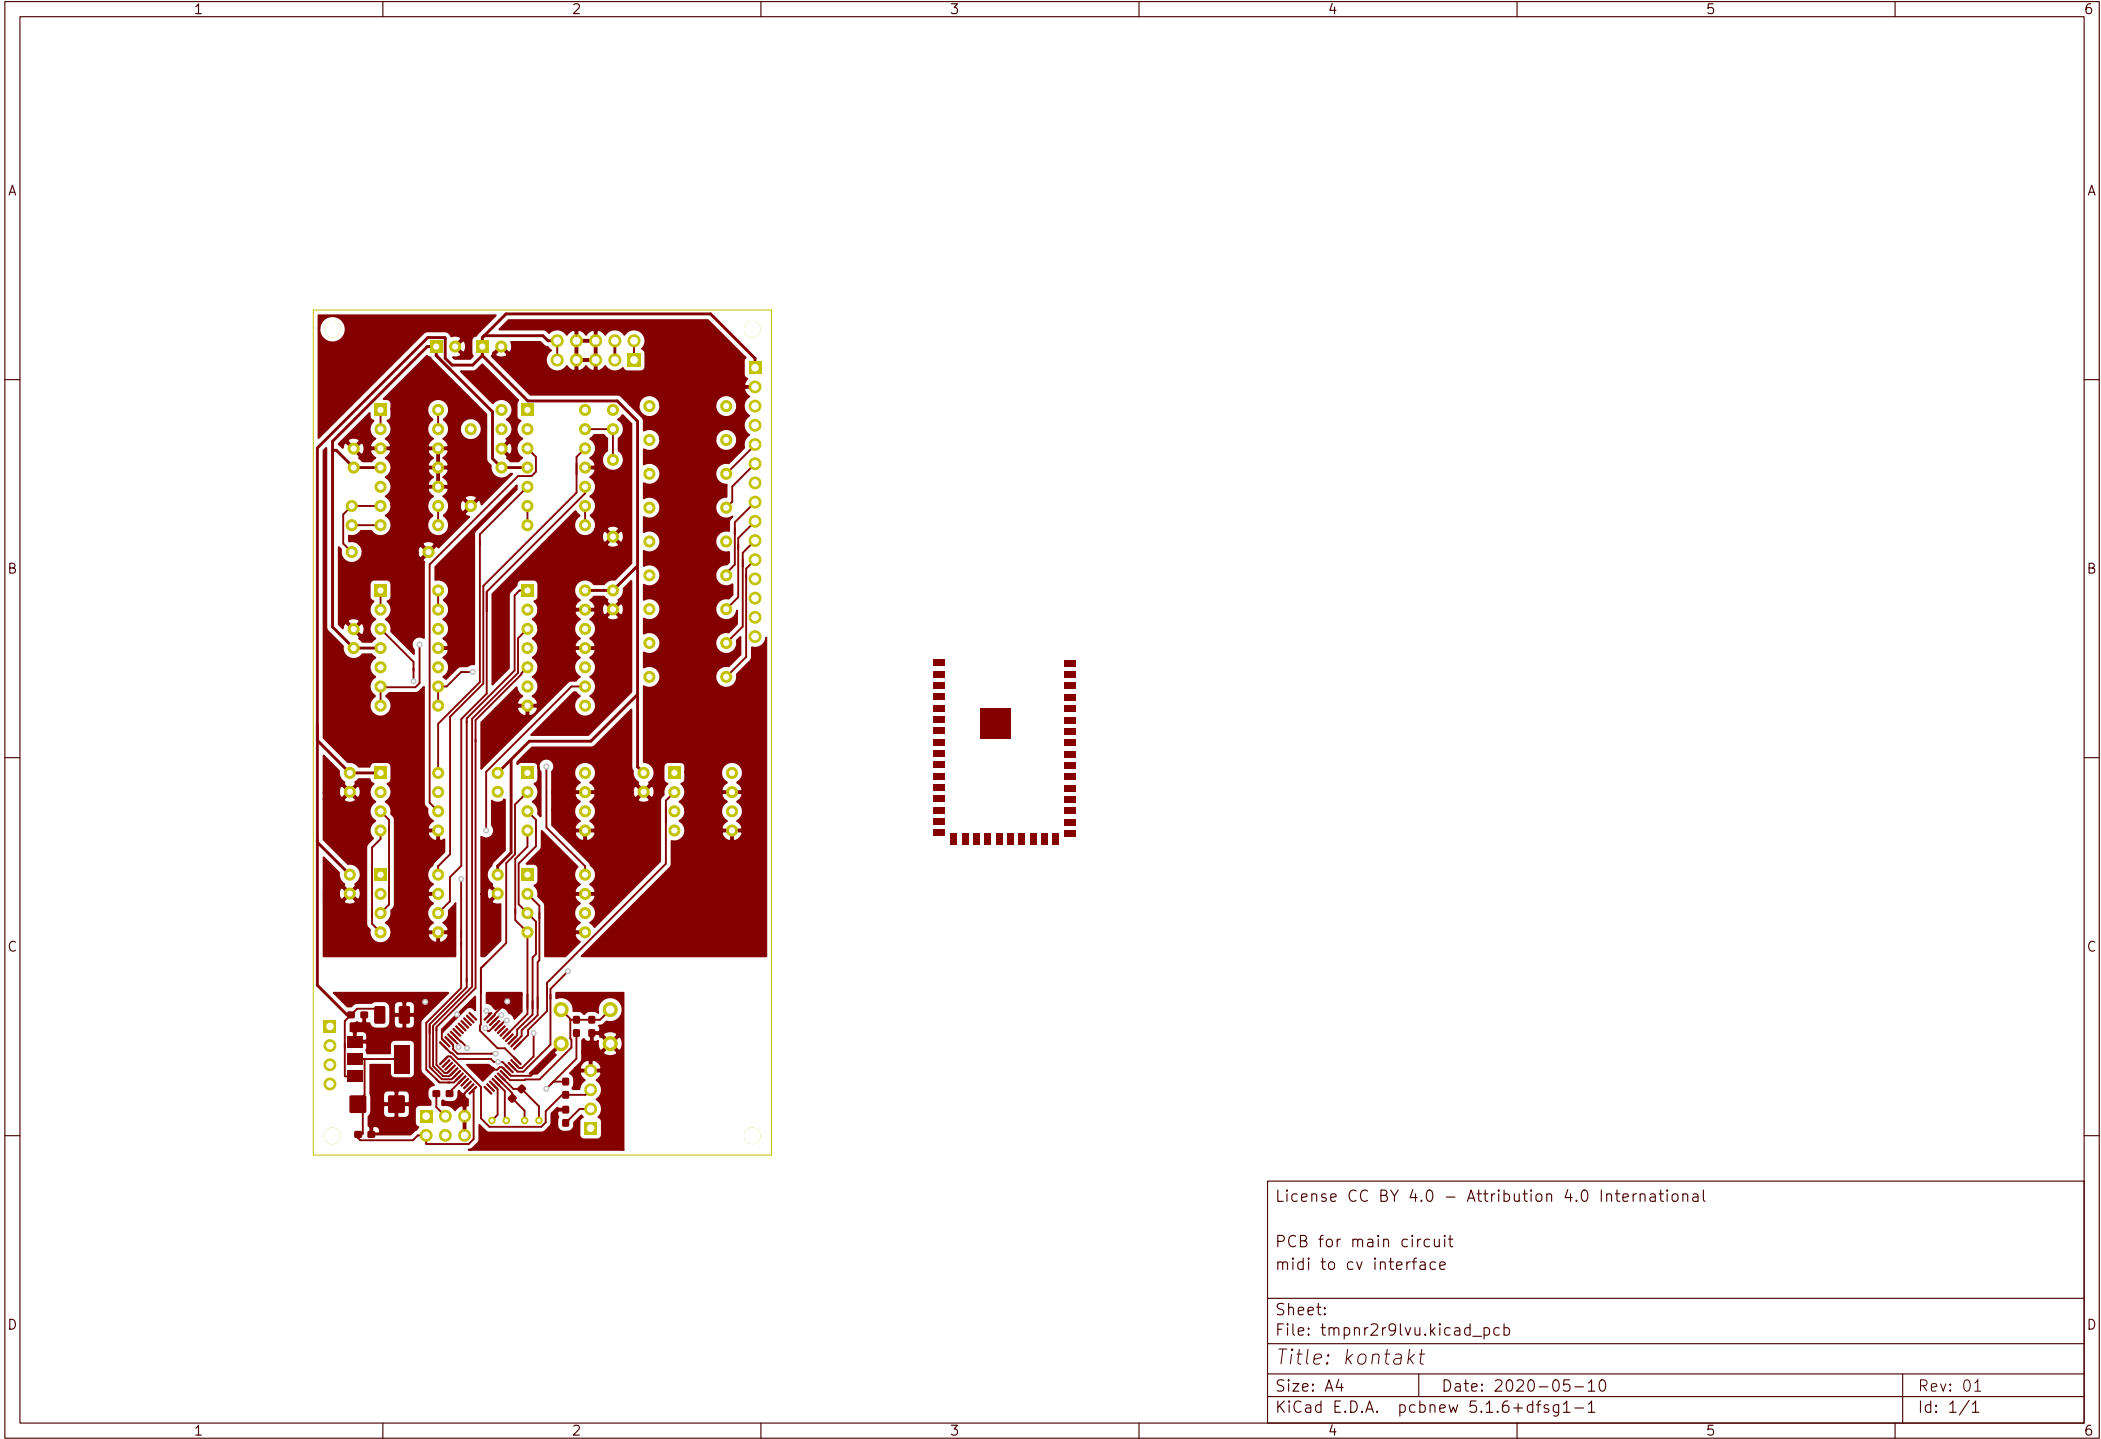 1 2 3 4 5 6
A A
B B
C C
D D
License CC BY 4.0 - Attribution 4.0 International
PCB for main circuit
midi to cv interface
Sheet:
File: tmpnr2r9lvu.kicad_pcb
Title: kontakt
Size: A4 Date: 2020-05-10 Rev: 01
KiCad E.D.A. pcbnew 5.1.6+dfsg1-1 Id: 1/1
1 2 3 4 5 6